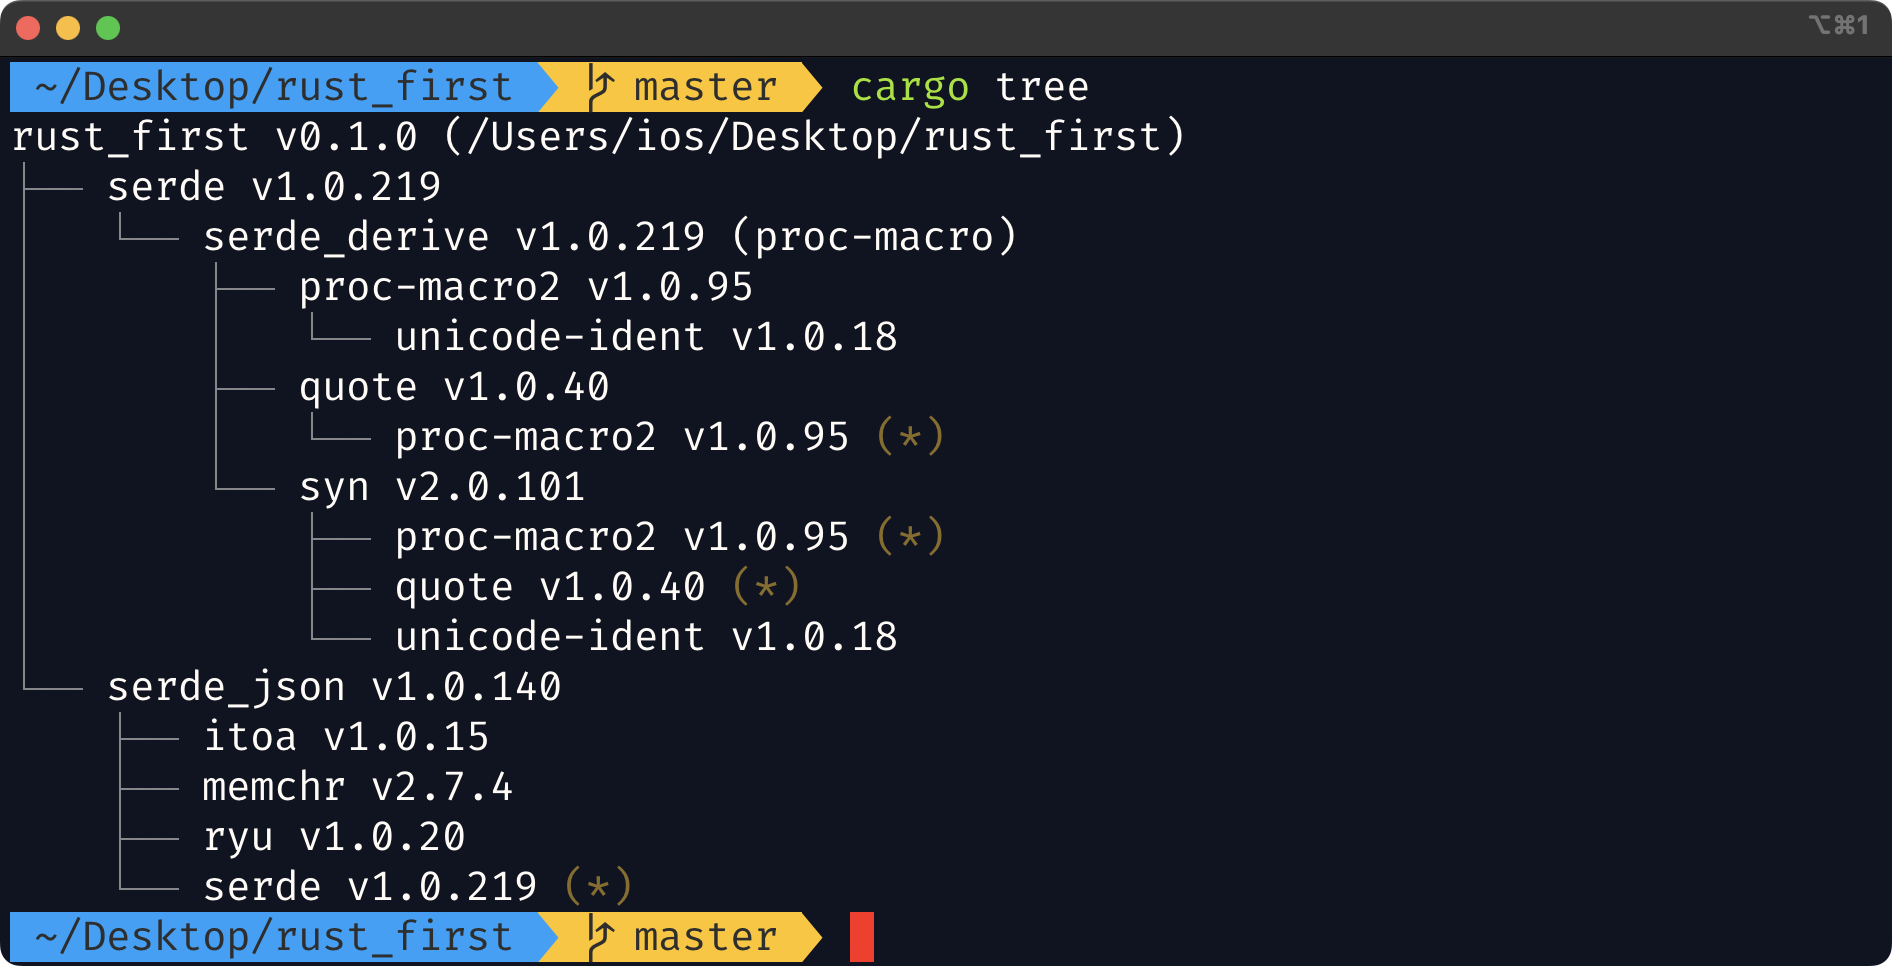 ⌥⌘1
~/Desktop/rust_first master cargo tree
rust_first v0.1.0 (/Users/ios/Desktop/rust_first)
├── serde v1.0.219
│   └── serde_derive v1.0.219 (proc-macro)
│       ├── proc-macro2 v1.0.95
│       │   └── unicode-ident v1.0.18
│       ├── quote v1.0.40
│       │   └── proc-macro2 v1.0.95 (*)
│       └── syn v2.0.101
│           ├── proc-macro2 v1.0.95 (*)
│           ├── quote v1.0.40 (*)
│           └── unicode-ident v1.0.18
└── serde_json v1.0.140
    ├── itoa v1.0.15
    ├── memchr v2.7.4
    ├── ryu v1.0.20
    └── serde v1.0.219 (*)
~/Desktop/rust_first master